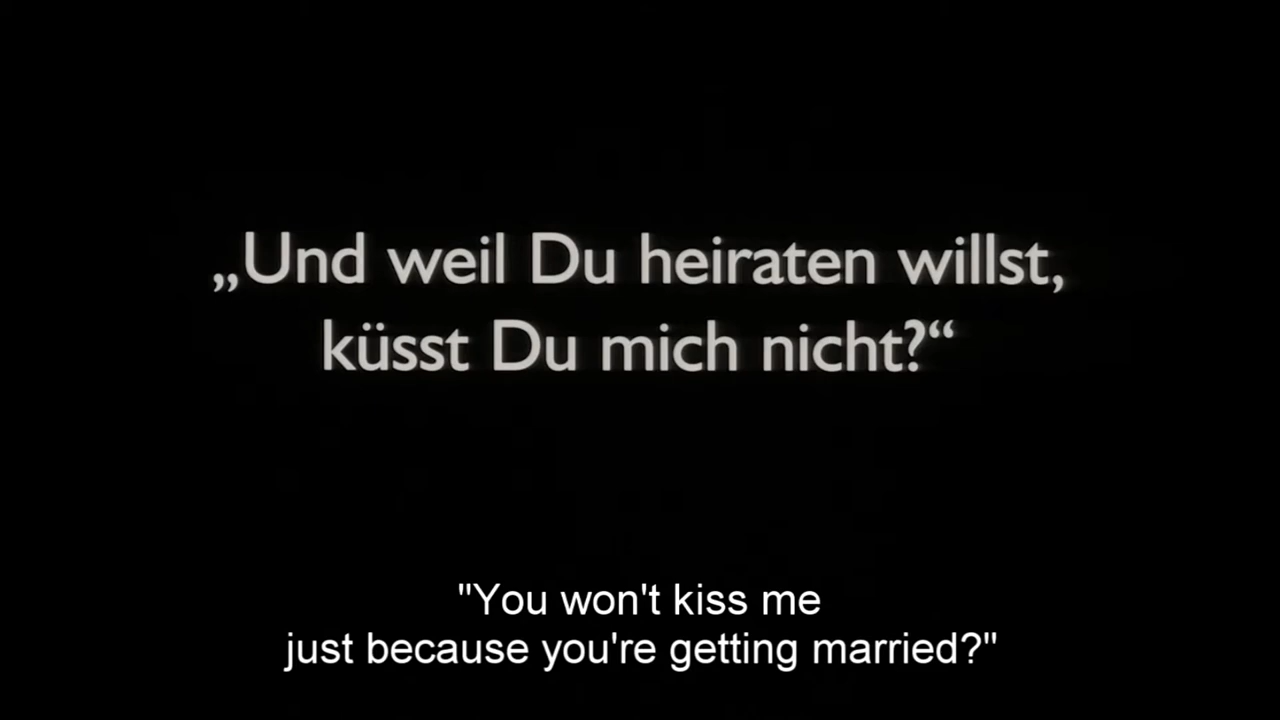 „Und weil Du heiraten willst,
küsst Du mich nicht?“
"You won't kiss me
just because you're getting married?"